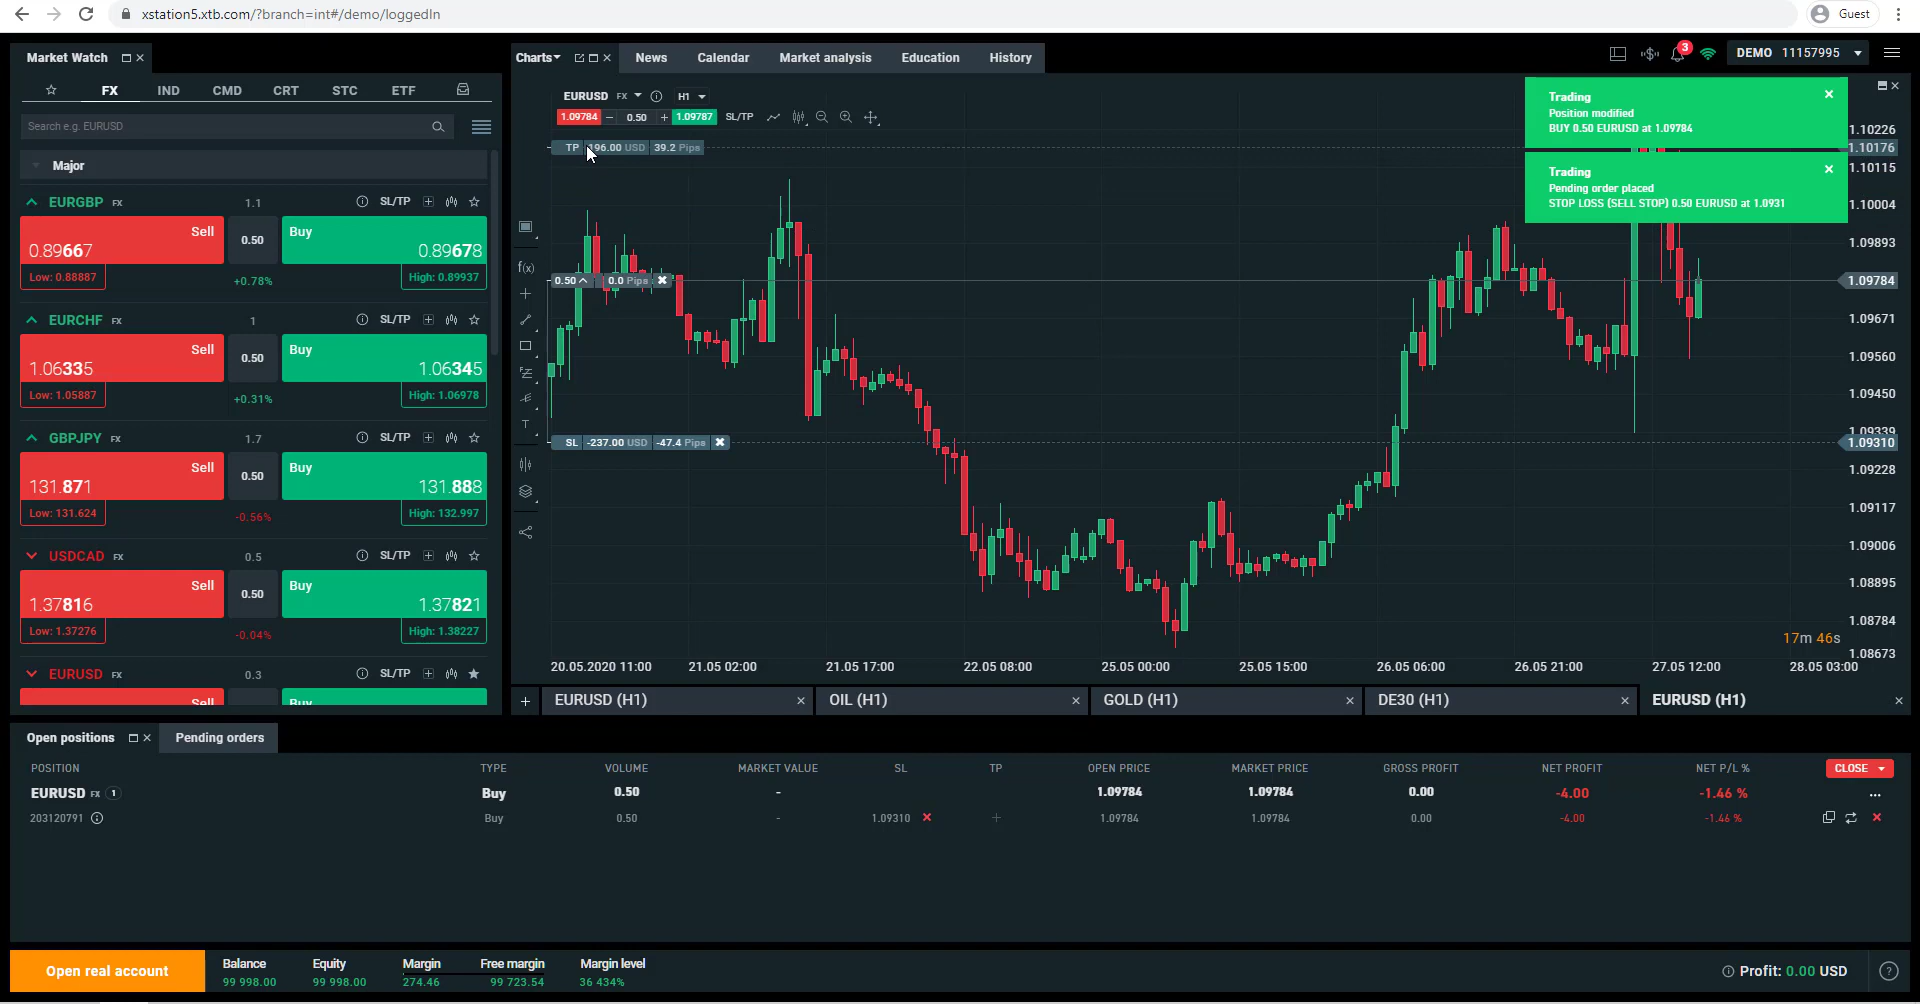 xstation5.xtb.com/?branch=int#/demo/loggedIn
Guest
Market Watch
FX IND CMD CRT STC ETF
Search e.g. EURUSD
Major
EURGBP FX 1.1 SL/TP
Sell 0.50 Buy
0.89667 0.89678
Low: 0.88887 +0.78% High: 0.89937
EURCHF FX 1 SL/TP
Sell 0.50 Buy
1.06335 1.06345
Low: 1.05887 +0.31% High: 1.06978
GBPJPY FX 1.7 SL/TP
Sell 0.50 Buy
131.871 131.888
Low: 131.624 -0.56% High: 132.997
USDCAD FX 0.5 SL/TP
Sell 0.50 Buy
1.37816 1.37821
Low: 1.37276 -0.04% High: 1.38227
EURUSD FX 0.3 SL/TP
Sell Buy
Charts News Calendar Market analysis Education History
3 DEMO 11157995
EURUSD FX H1
1.09784 0.50 1.09787 SL/TP
TP 196.00 USD 39.2 Pips
0.50 0.0 Pips
SL -237.00 USD -47.4 Pips
f(x)
T
Trading
Position modified
BUY 0.50 EURUSD at 1.09784
Trading
Pending order placed
STOP LOSS (SELL STOP) 0.50 EURUSD at 1.0931
1.10226
1.10176
1.10115
1.10004
1.09893
1.09784
1.09671
1.09560
1.09450
1.09339
1.09310
1.09228
1.09117
1.09006
1.08895
1.08784
1.08673
17m 46s
20.05.2020 11:00 21.05 02:00 21.05 17:00 22.05 08:00 25.05 00:00 25.05 15:00 26.05 06:00 26.05 21:00 27.05 12:00 28.05 03:00
EURUSD (H1) OIL (H1) GOLD (H1) DE30 (H1) EURUSD (H1)
Open positions Pending orders
POSITION TYPE VOLUME MARKET VALUE SL TP OPEN PRICE MARKET PRICE GROSS PROFIT NET PROFIT NET P/L % CLOSE
EURUSD FX 1 Buy 0.50 - 1.09784 1.09784 0.00 -4.00 -1.46 % ...
203120791 Buy 0.50 - 1.09310 1.09784 1.09784 0.00 -4.00 -1.46 %
Open real account
Balance Equity Margin Free margin Margin level
99 998.00 99 998.00 274.46 99 723.54 36 434%
Profit: 0.00 USD